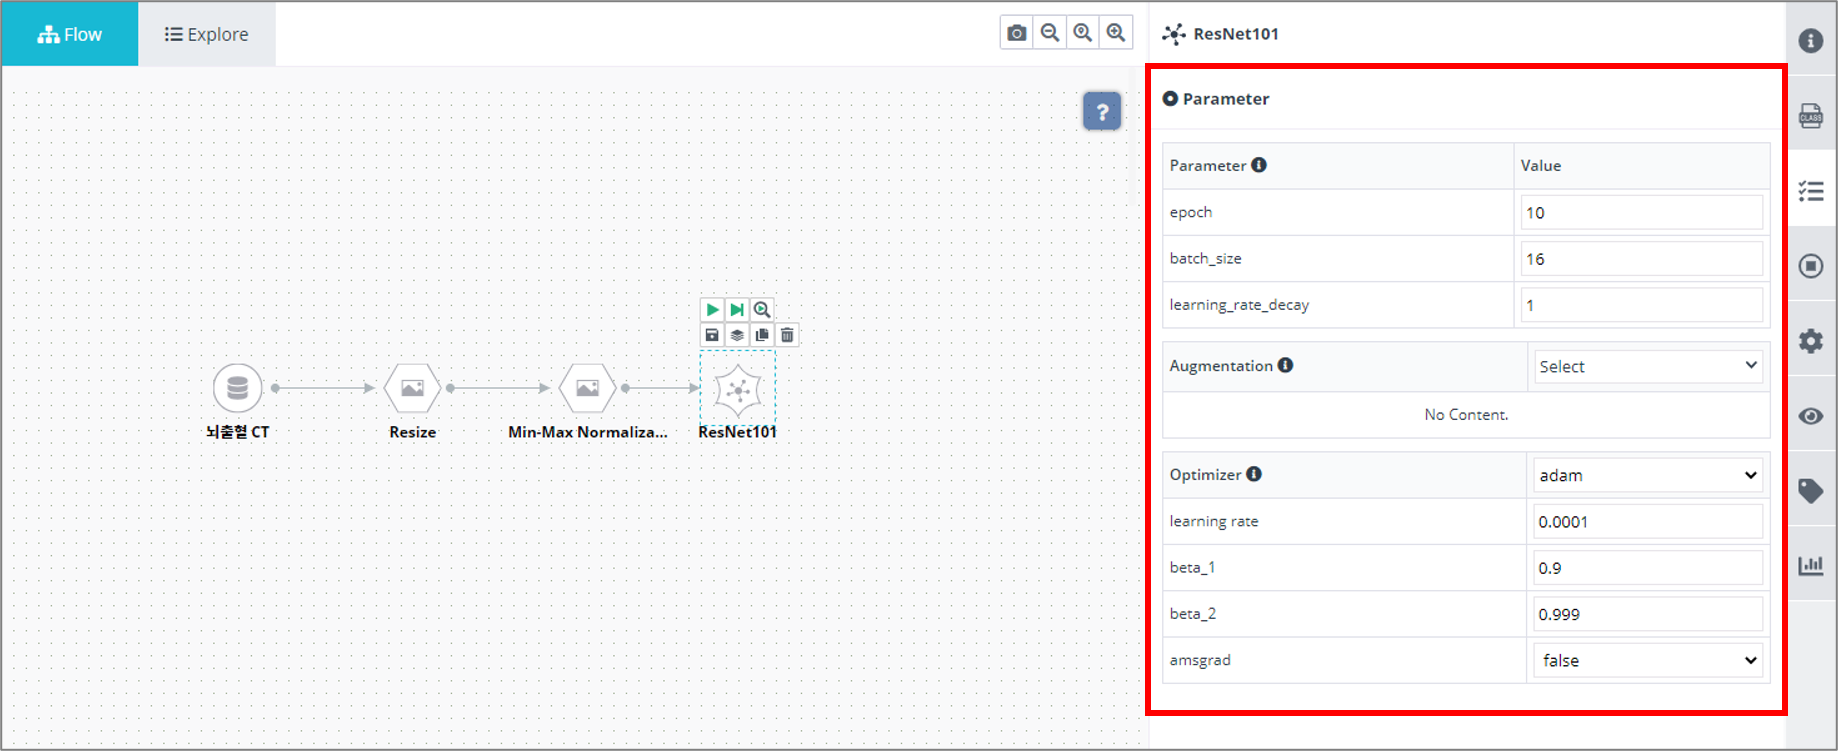 Flow
Explore
ResNet101
?
Parameter
Parameter Value
epoch 10
batch_size 16
learning_rate_decay 1
Augmentation Select
No Content.
Optimizer adam
learning rate 0.0001
beta_1 0.9
beta_2 0.999
amsgrad false
뇌출혈 CT
Resize
Min-Max Normaliza...
ResNet101
CLASS